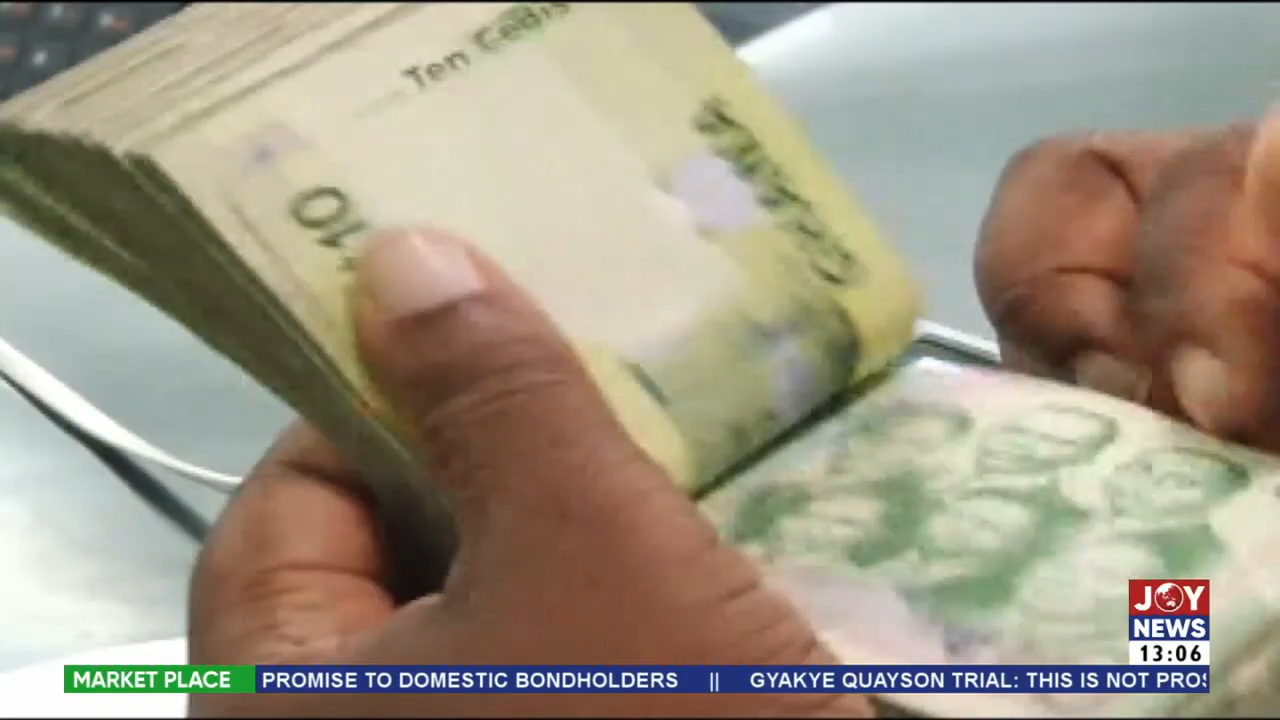 Ten Cedis
10
JOY
NEWS
13:06
MARKET PLACE PROMISE TO DOMESTIC BONDHOLDERS || GYAKYE QUAYSON TRIAL: THIS IS NOT